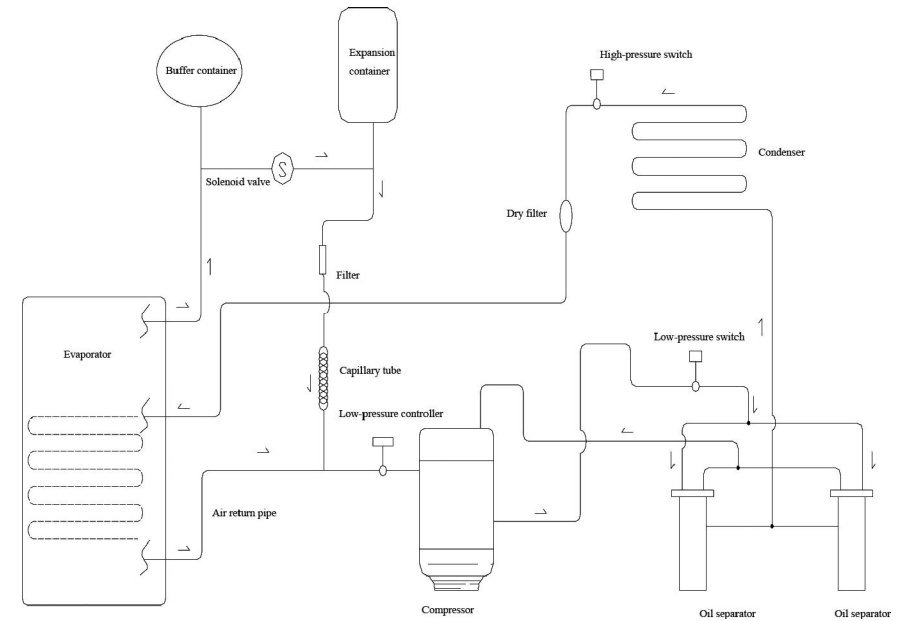 Expansion
container
High-pressure switch
Buffer container
Condenser
S
Solenoid valve
Dry filter
Filter
Low-pressure switch
Evaporator
Capillary tube
Low-pressure controller
Air return pipe
Compressor
Oil separator
Oil separator